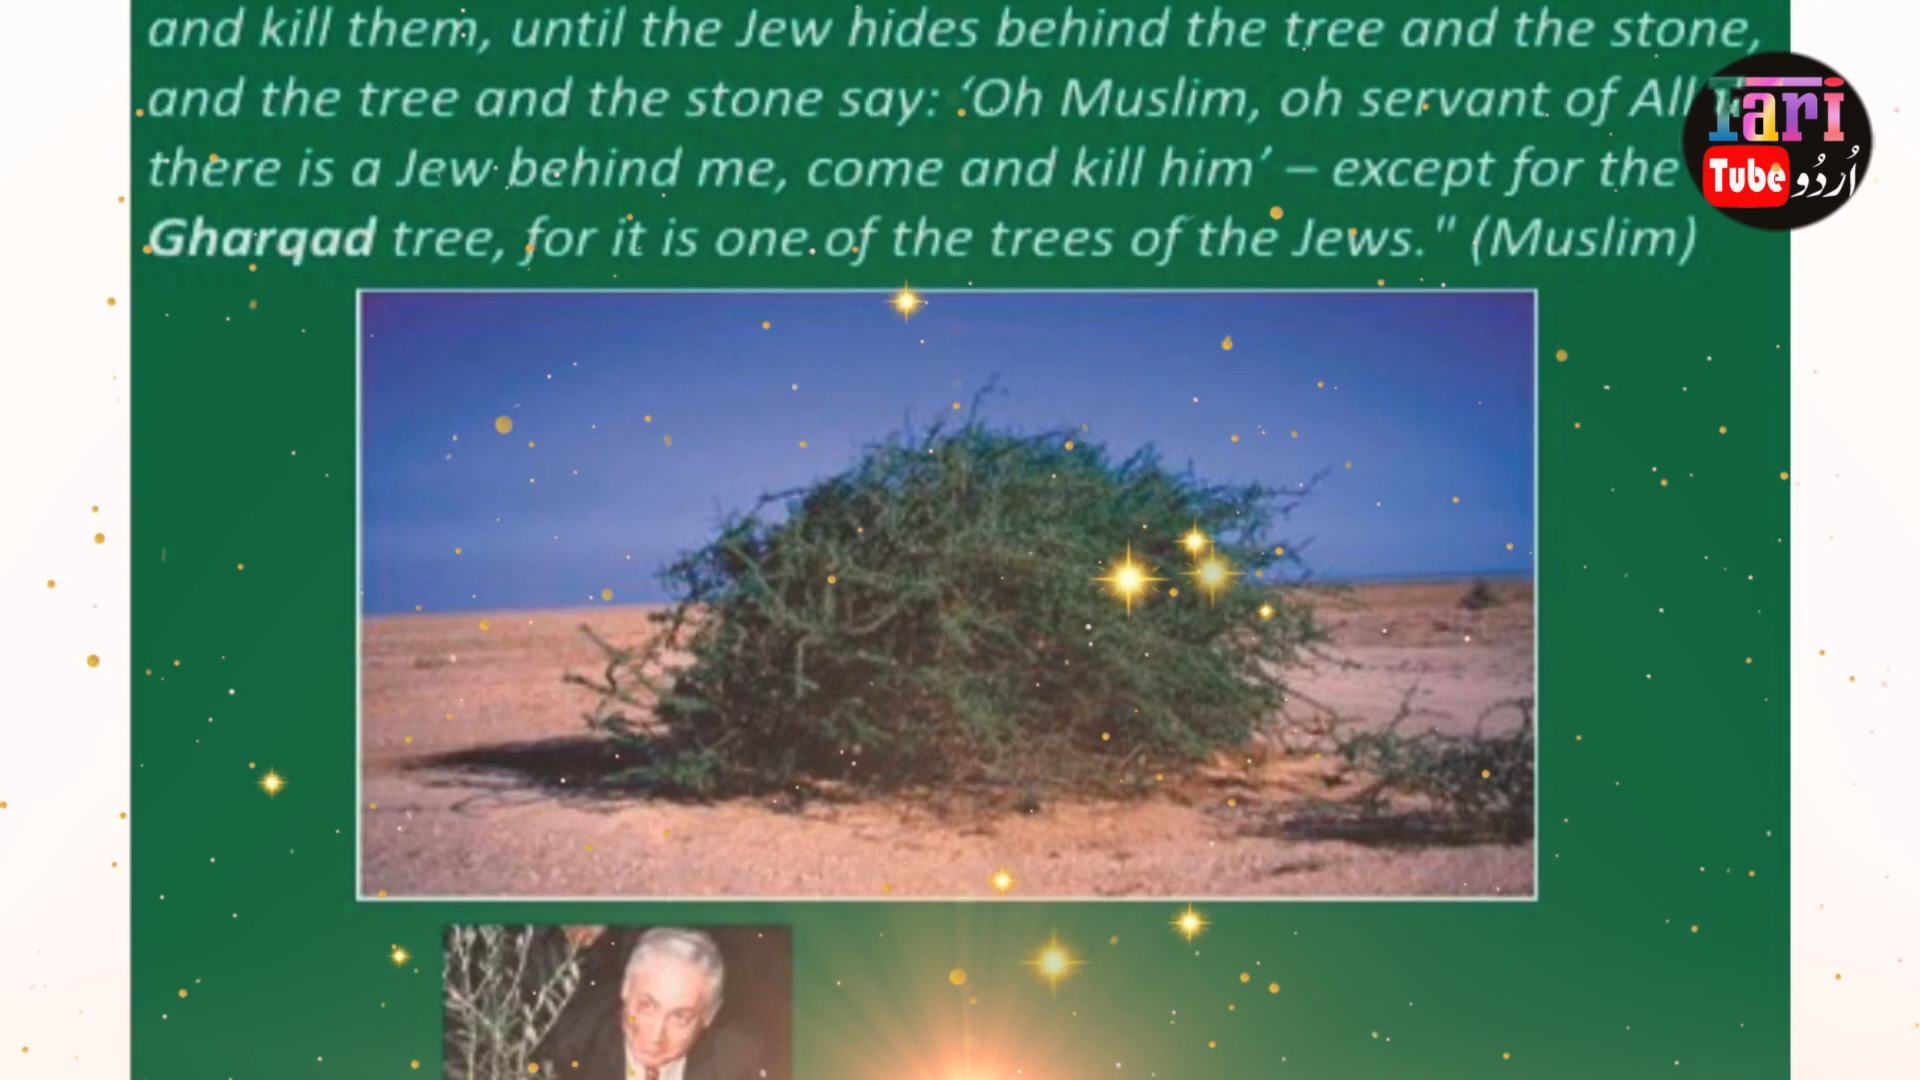 and kill them, until the Jew hides behind the tree and the stone,
and the tree and the stone say: ‘Oh Muslim, oh servant of
there is a Jew behind me, come and kill him’ – except for the
Gharqad tree, for it is one of the trees of the Jews." (Muslim)
Fari
Tube اُردُو